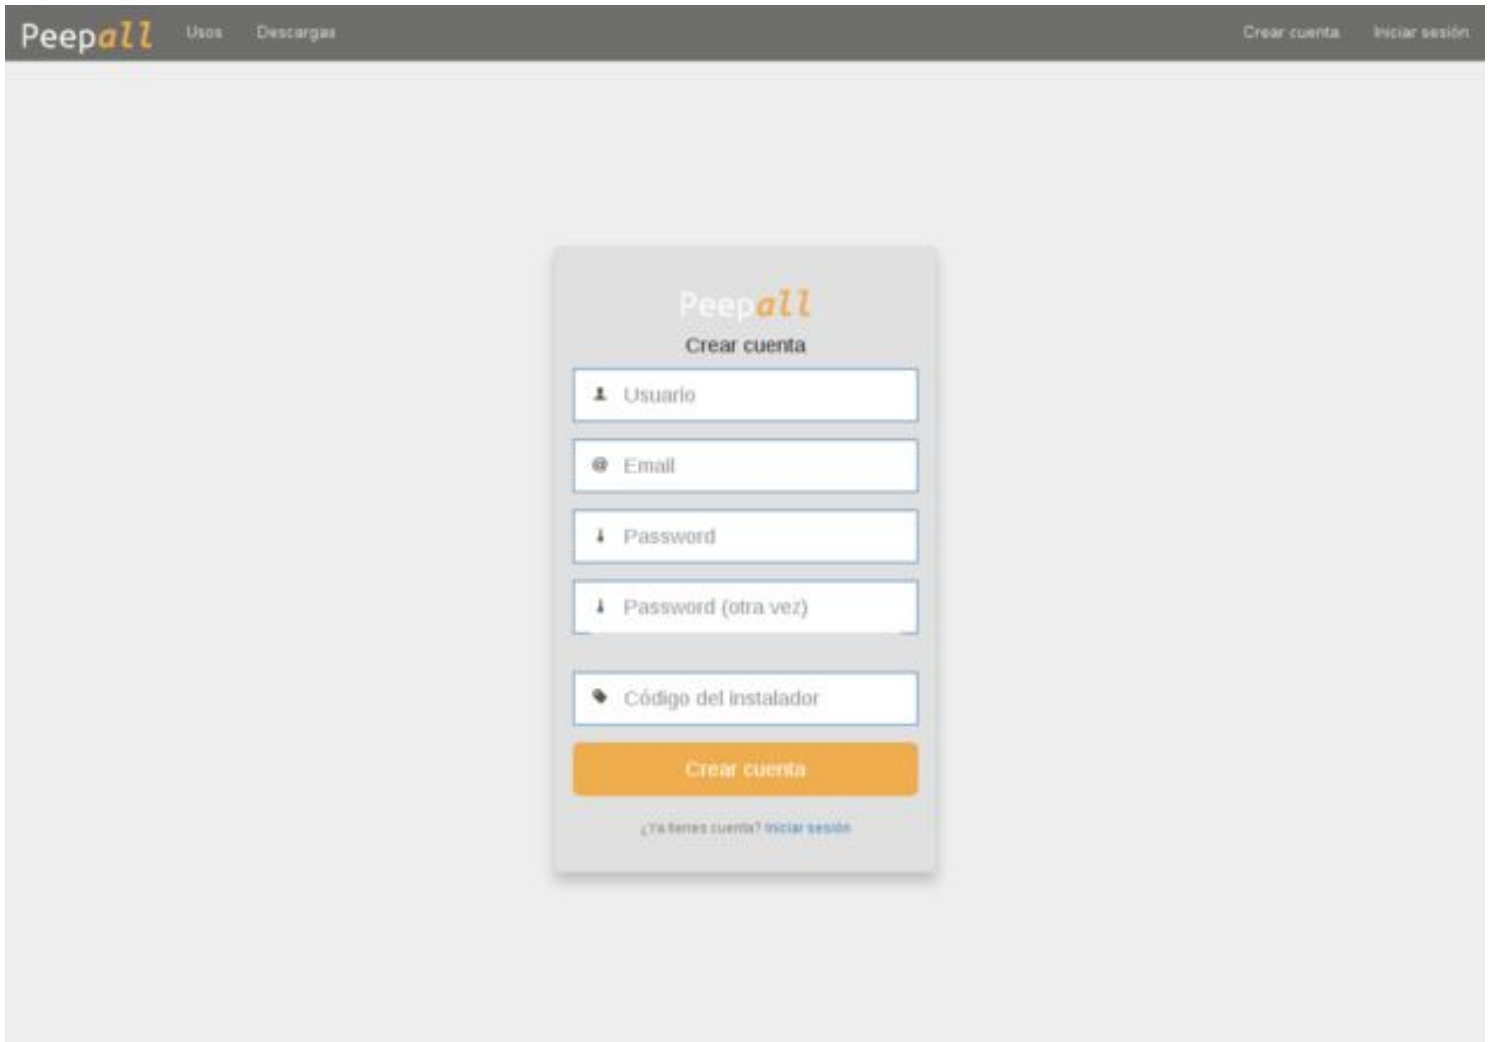 Peepall Usos Descargas Crear cuenta Iniciar sesión
Peepall
Crear cuenta
Usuario
@ Email
Password
Password (otra vez)
Código del instalador
Crear cuenta
¿Ya tienes cuenta? Iniciar sesión